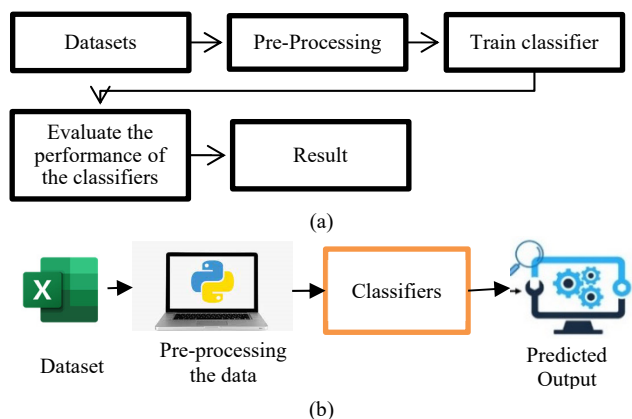 Datasets
Pre-Processing
Train classifier
Evaluate the
performance of
the classifiers
Result
(a)
X
Classifiers
Dataset
Pre-processing
the data
Predicted
Output
(b)